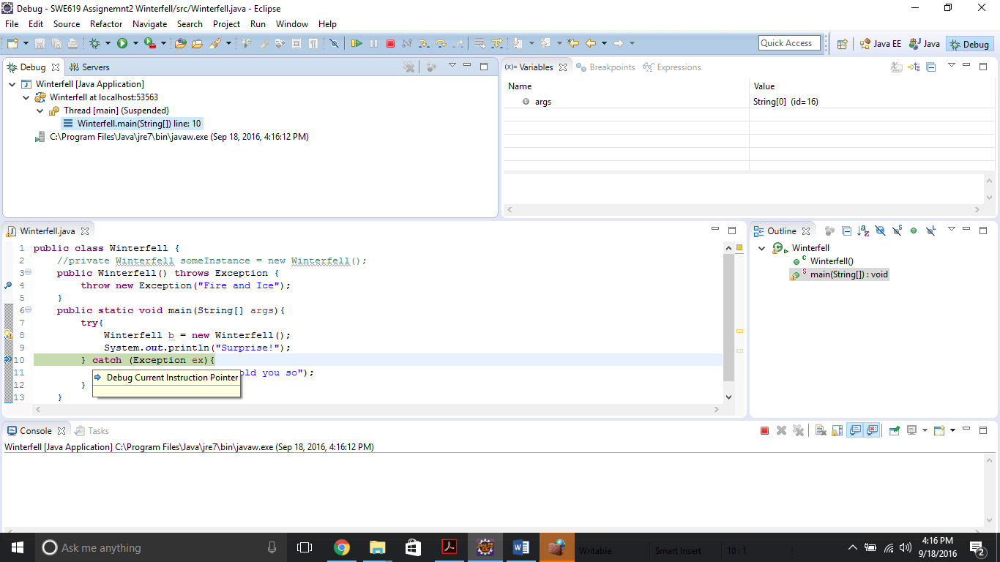 Debug - SWE619 Assignemnt2 Winterfell/src/Winterfell.java - Eclipse
File Edit Source Refactor Navigate Search Project Run Window Help
Quick Access Java EE Java Debug
Debug Servers
Winterfell [Java Application]
Winterfell at localhost:53563
Thread [main] (Suspended)
Winterfell.main(String[]) line: 10
C:\Program Files\Java\jre7\bin\javaw.exe (Sep 18, 2016, 4:16:12 PM)
(x)= Variables Breakpoints Expressions
Name Value
args String[0] (id=16)
Winterfell.java
1 public class Winterfell {
2 //private Winterfell someInstance = new Winterfell();
3 public Winterfell() throws Exception {
4 throw new Exception("Fire and Ice");
5 }
6 public static void main(String[] args){
7 try{
8 Winterfell b = new Winterfell();
9 System.out.println("Surprise!");
10 } catch (Exception ex){
11 old you so");
Debug Current Instruction Pointer
12 }
13 }
Outline
Winterfell
Winterfell()
main(String[]) : void
Console Tasks
Winterfell [Java Application] C:\Program Files\Java\jre7\bin\javaw.exe (Sep 18, 2016, 4:16:12 PM)
Ask me anything
Writable Smart Insert 10 : 1
4:16 PM
9/18/2016
2